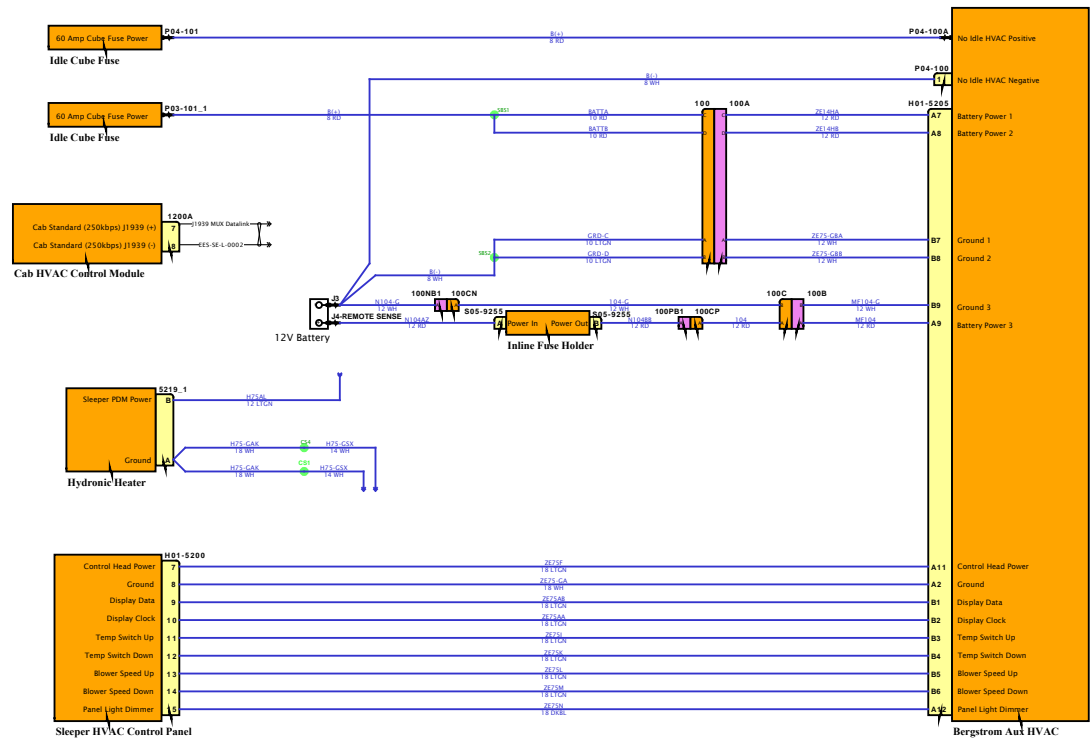 P04-101
60 Amp Cube Fuse Power
Idle Cube Fuse
B(+)
8 RD
P04-100A
No Idle HVAC Positive
B(-)
8 WH
P04-100
1
No Idle HVAC Negative
P03-101_1
60 Amp Cube Fuse Power
Idle Cube Fuse
B(+)
8 RD
SBS1
BATTA
10 RD
BATTB
10 RD
100
100A
C
C
D
D
ZE14HA
12 RD
ZE14HB
12 RD
H01-5205
A7
Battery Power 1
A8
Battery Power 2
1200A
Cab Standard (250kbps) J1939 (+)
7
J1939 MUX Datalink
Cab Standard (250kbps) J1939 (-)
8
EES-SE-L-0002
Cab HVAC Control Module
SBS2
GRD-C
10 LTGN
GRD-D
10 LTGN
A
A
B
B
ZE75-GBA
12 WH
ZE75-GBB
12 WH
B7
Ground 1
B8
Ground 2
B(-)
8 WH
J3
J4-REMOTE SENSE
12V Battery
N104-G
12 WH
100NB1
100CN
104-G
12 WH
100C
100B
MF104-G
12 WH
B9
Ground 3
N104AZ
12 RD
S05-9255
A
Power In
Power Out
B
S05-9255
Inline Fuse Holder
N104BB
12 RD
100PB1
100CP
104
12 RD
MF104
12 RD
A9
Battery Power 3
5219_1
Sleeper PDM Power
B
H75AL
12 LTGN
Ground
A
H75-GAK
18 WH
CS4
H75-GSX
14 WH
H75-GAK
18 WH
CS1
H75-GSX
14 WH
Hydronic Heater
H01-5200
Control Head Power
7
ZE75F
18 LTGN
A11
Control Head Power
Ground
8
ZE75-GA
18 WH
A2
Ground
Display Data
9
ZE75AB
18 LTGN
B1
Display Data
Display Clock
10
ZE75AA
18 LTGN
B2
Display Clock
Temp Switch Up
11
ZE75J
18 LTGN
B3
Temp Switch Up
Temp Switch Down
12
ZE75K
18 LTGN
B4
Temp Switch Down
Blower Speed Up
13
ZE75L
18 LTGN
B5
Blower Speed Up
Blower Speed Down
14
ZE75M
18 LTGN
B6
Blower Speed Down
Panel Light Dimmer
15
ZE75N
18 DKBL
A12
Panel Light Dimmer
Sleeper HVAC Control Panel
Bergstrom Aux HVAC